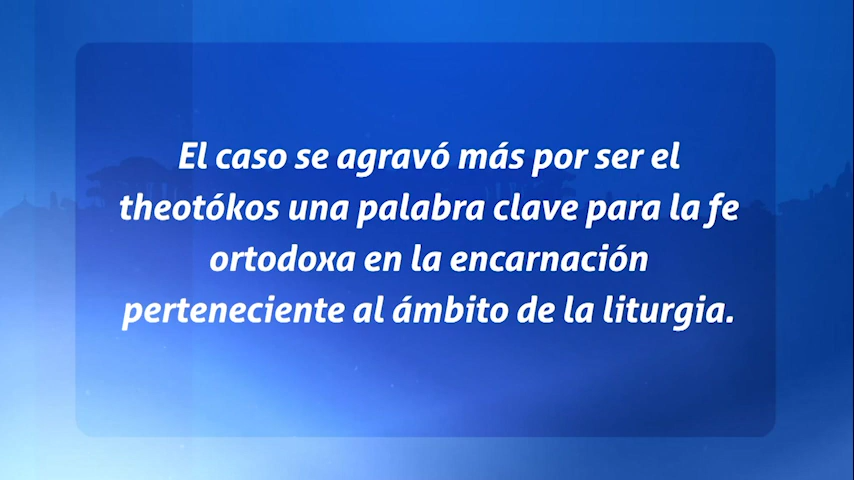 El caso se agravó más por ser el
theotókos una palabra clave para la fe
ortodoxa en la encarnación
perteneciente al ámbito de la liturgia.